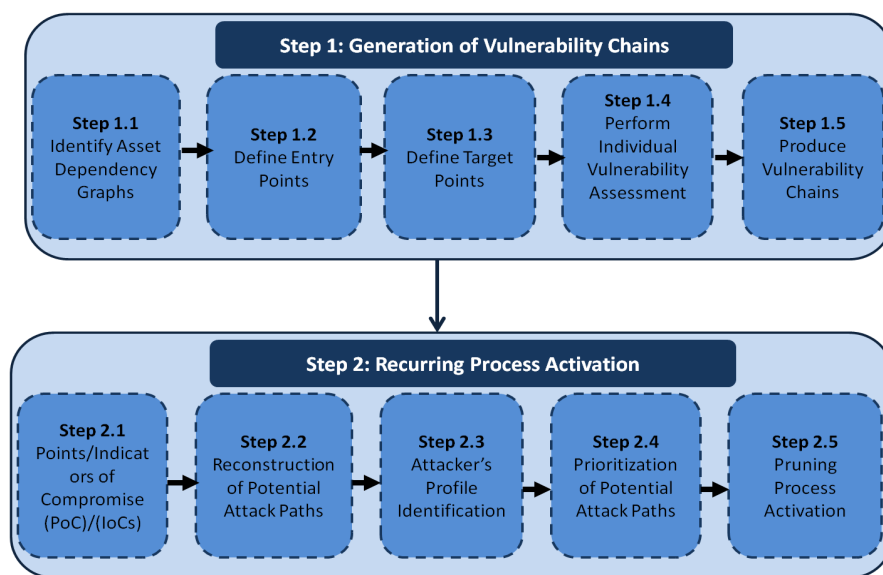 Step 1: Generation of Vulnerability Chains
Step 1.1
Identify Asset
Dependency
Graphs
Step 1.2
Define Entry
Points
Step 1.3
Define Target
Points
Step 1.4
Perform
Individual
Vulnerability
Assessment
Step 1.5
Produce
Vulnerability
Chains
Step 2: Recurring Process Activation
Step 2.1
Points/Indicat
ors of
Compromise
(PoC)/(IoCs)
Step 2.2
Reconstruction
of Potential
Attack Paths
Step 2.3
Attacker's
Profile
Identification
Step 2.4
Prioritization
of Potential
Attack Paths
Step 2.5
Pruning
Process
Activation